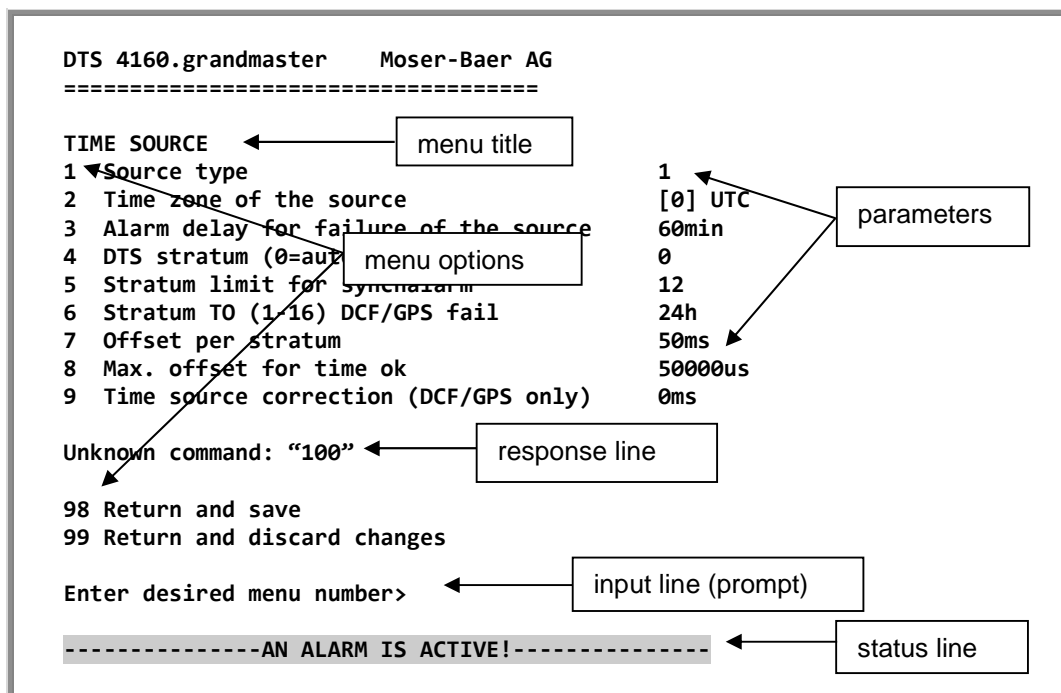 DTS 4160.grandmaster Moser-Baer AG
====================================
TIME SOURCE
menu title
1 Source type 1
2 Time zone of the source [0] UTC
parameters
3 Alarm delay for failure of the source 60min
4 DTS stratum (0=aut 0
menu options
5 Stratum limit for synchalarm 12
6 Stratum TO (1-16) DCF/GPS fail 24h
7 Offset per stratum 50ms
8 Max. offset for time ok 50000us
9 Time source correction (DCF/GPS only) 0ms
Unknown command: “100”
response line
98 Return and save
99 Return and discard changes
Enter desired menu number>
input line (prompt)
---------------AN ALARM IS ACTIVE!---------------
status line